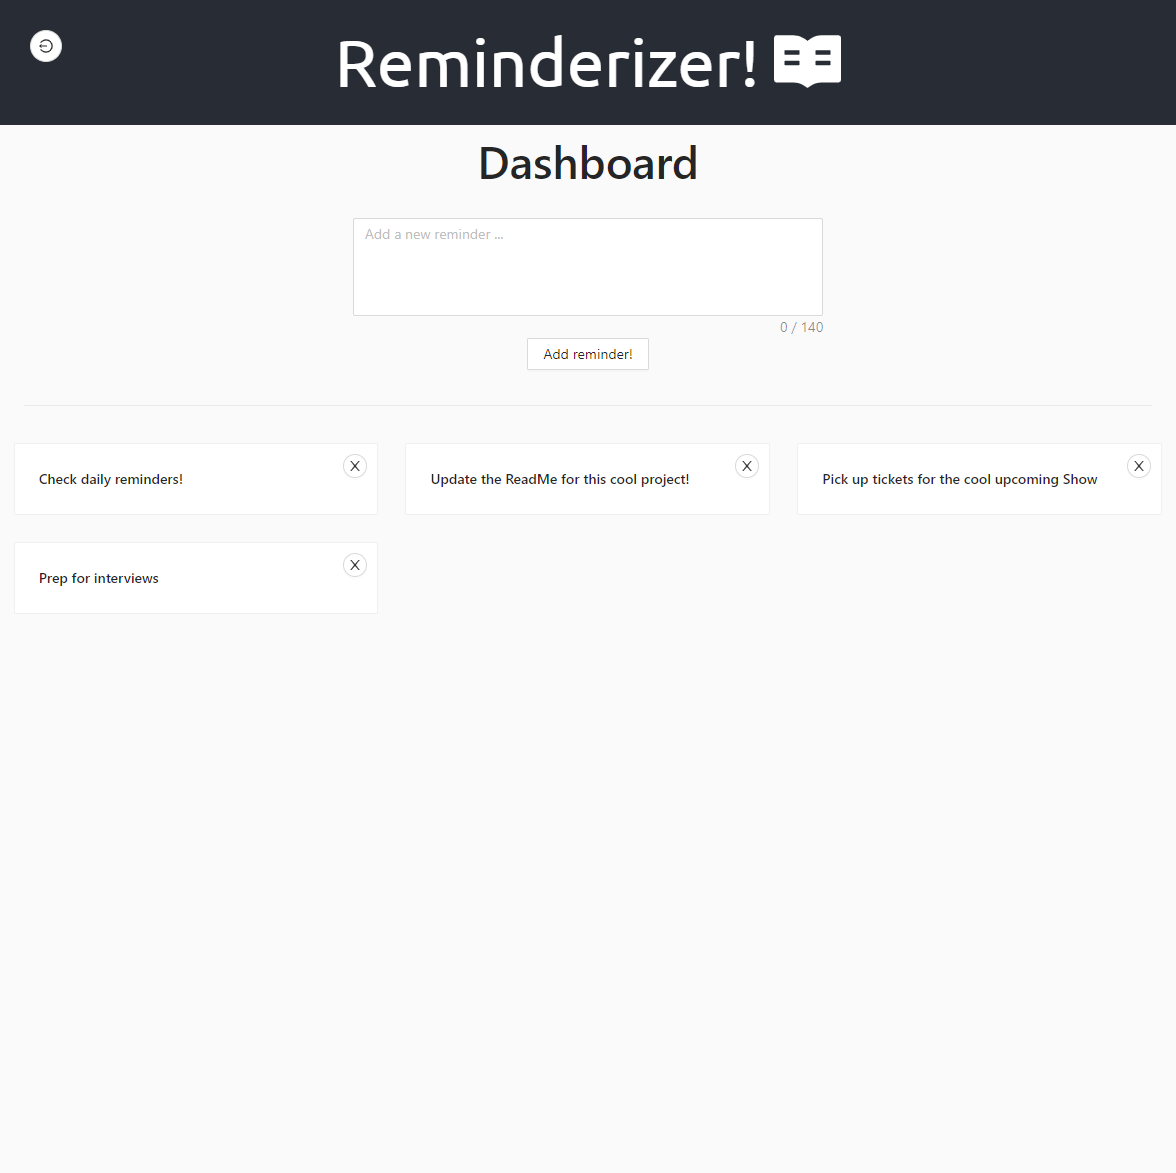 Reminderizer!
Dashboard
Add a new reminder ...
0 / 140
Add reminder!
Check daily reminders!
X
Update the ReadMe for this cool project!
X
Pick up tickets for the cool upcoming Show
X
Prep for interviews
X